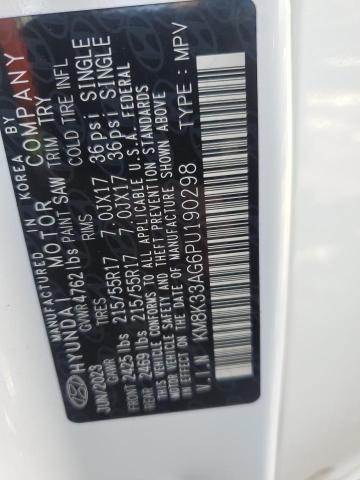 MANUFACTURED IN KOREA BY
HYUNDAI MOTOR COMPANY
GVWR4762 lbs PAINT SAW TRIM TRY
JUN/2023 TIRES RIMS COLD TIRE INFL
GAWR
FRONT 2425 lbs 215/55R17 7.0JX17 36psi SINGLE
REAR 2469 lbs 215/55R17 7.0JX17 36psi SINGLE
THIS VEHICLE CONFORMS TO ALL APPLICABLE U.S.A. FEDERAL
MOTOR VEHICLE SAFETY AND THEFT PREVENTION STANDARDS
IN EFFECT ON THE DATE OF MANUFACTURE SHOWN ABOVE
V.I.N KM8K33AG6PU190298 TYPE: MPV